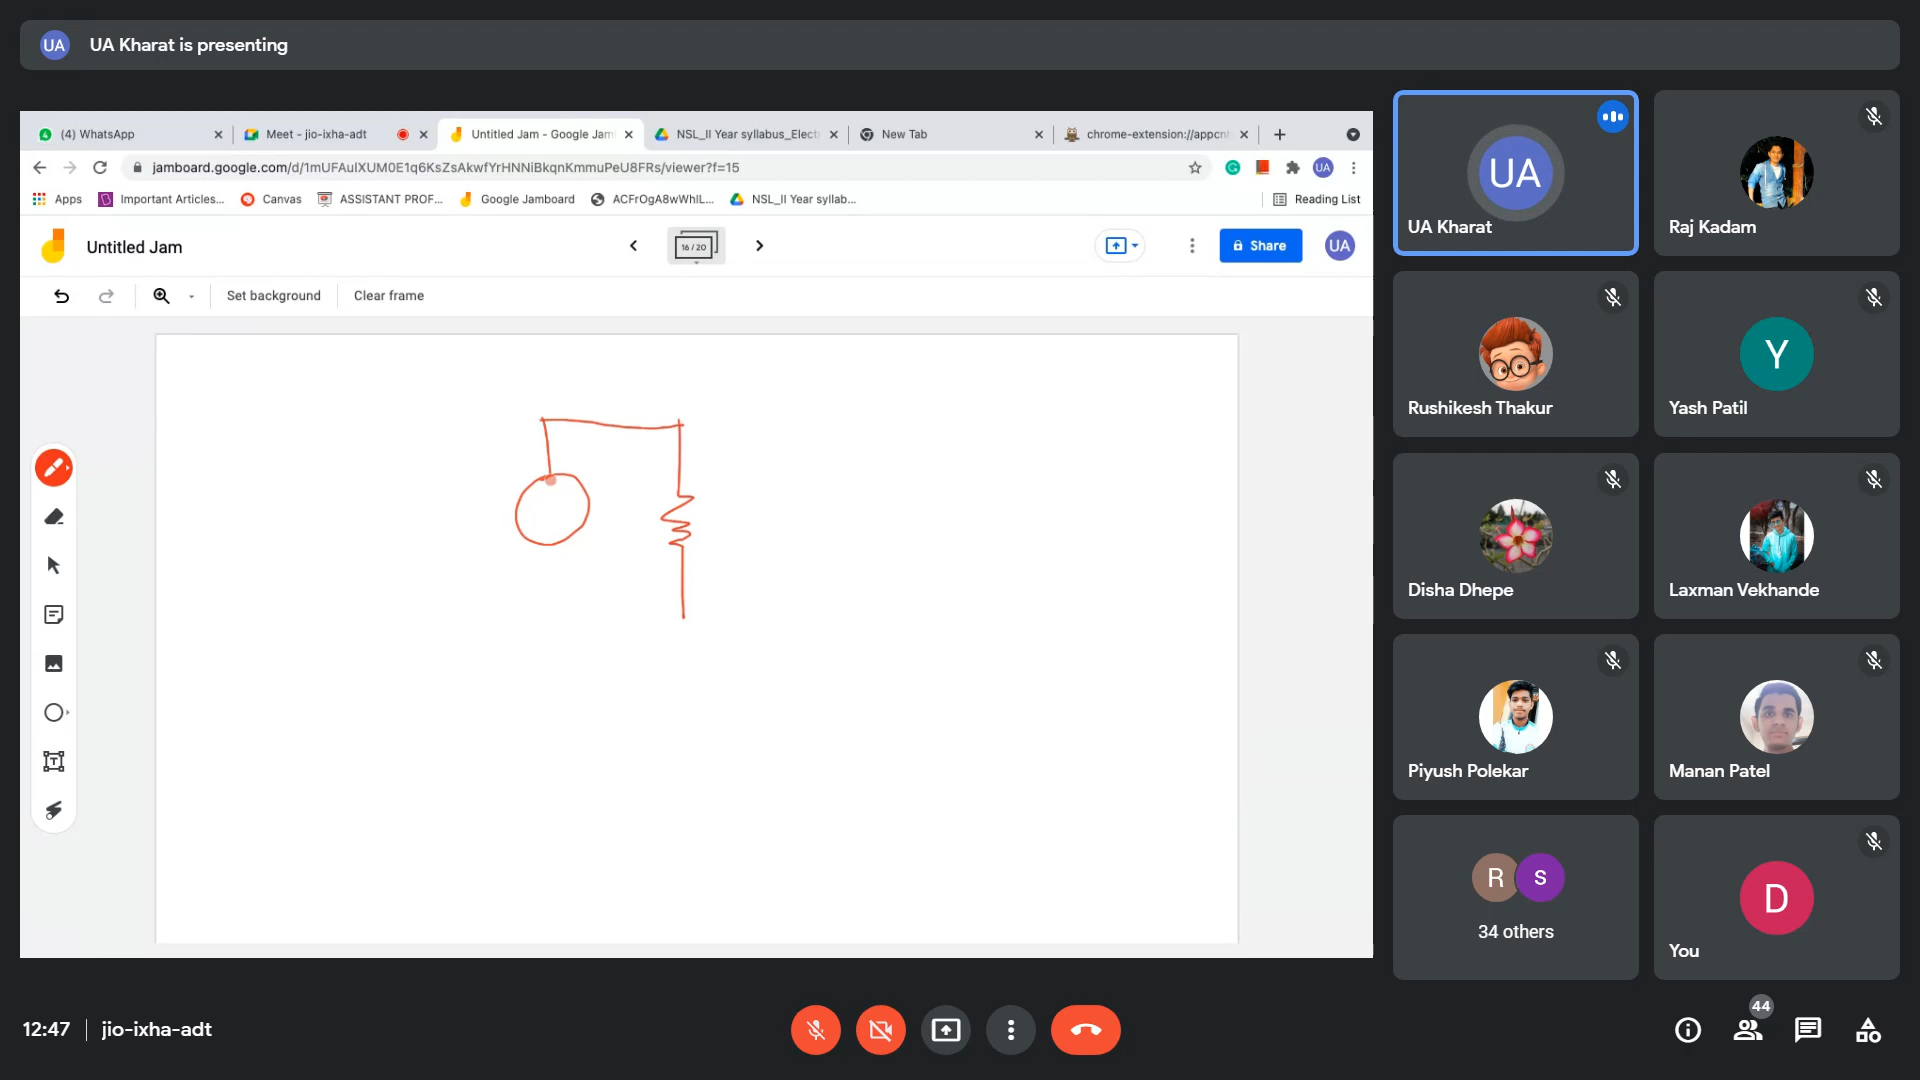 UA UA Kharat is presenting
(4) WhatsApp
Meet - jio-ixha-adt
Untitled Jam - Google Jam
NSL_II Year syllabus_Elect
New Tab
chrome-extension://appcnh
jamboard.google.com/d/1mUFAulXUM0E1q6KsZsAkwfYrHNNiBkqnKmmuPeU8FRs/viewer?f=15
UA
Apps
Important Articles...
Canvas
ASSISTANT PROF...
Google Jamboard
ACFrOgA8wWhlL...
NSL_II Year syllab...
Reading List
Untitled Jam
16 / 20
Share
UA
Set background
Clear frame
UA
UA Kharat
Raj Kadam
Rushikesh Thakur
Y
Yash Patil
Disha Dhepe
Laxman Vekhande
Piyush Polekar
Manan Patel
R S
34 others
D
You
12:47 | jio-ixha-adt
44